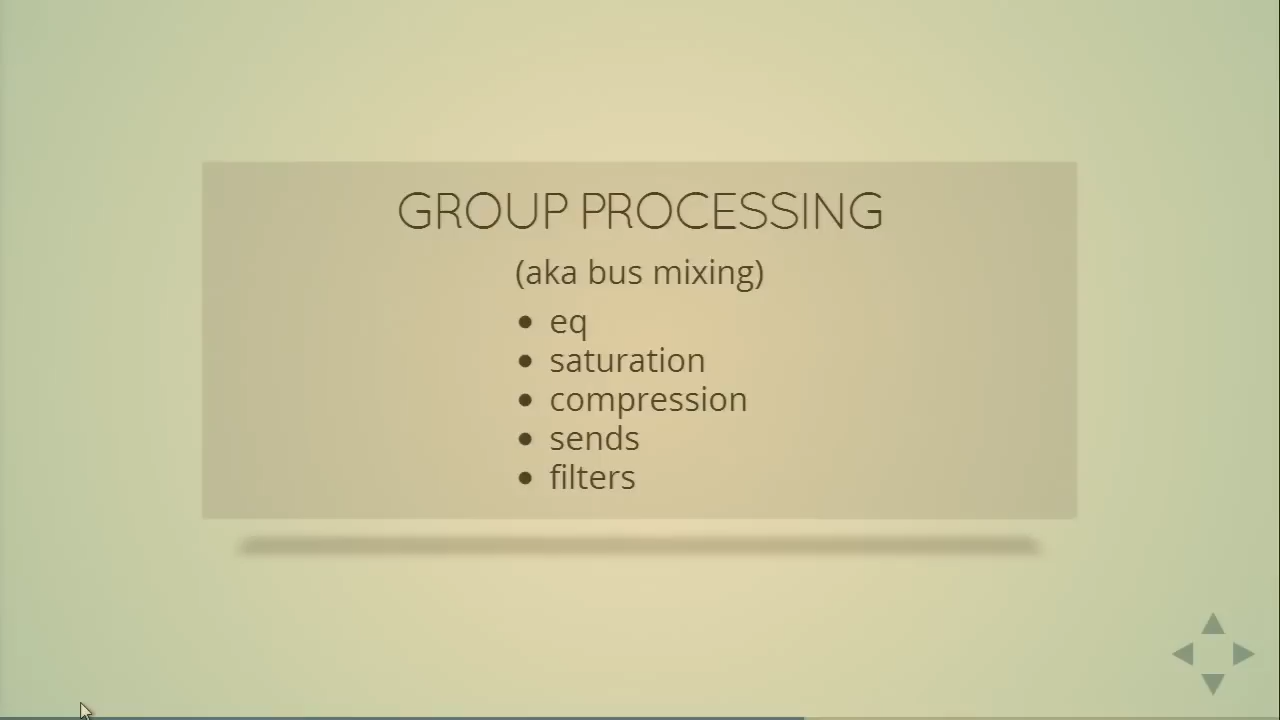 GROUP PROCESSING
(aka bus mixing)
eq
saturation
compression
sends
filters